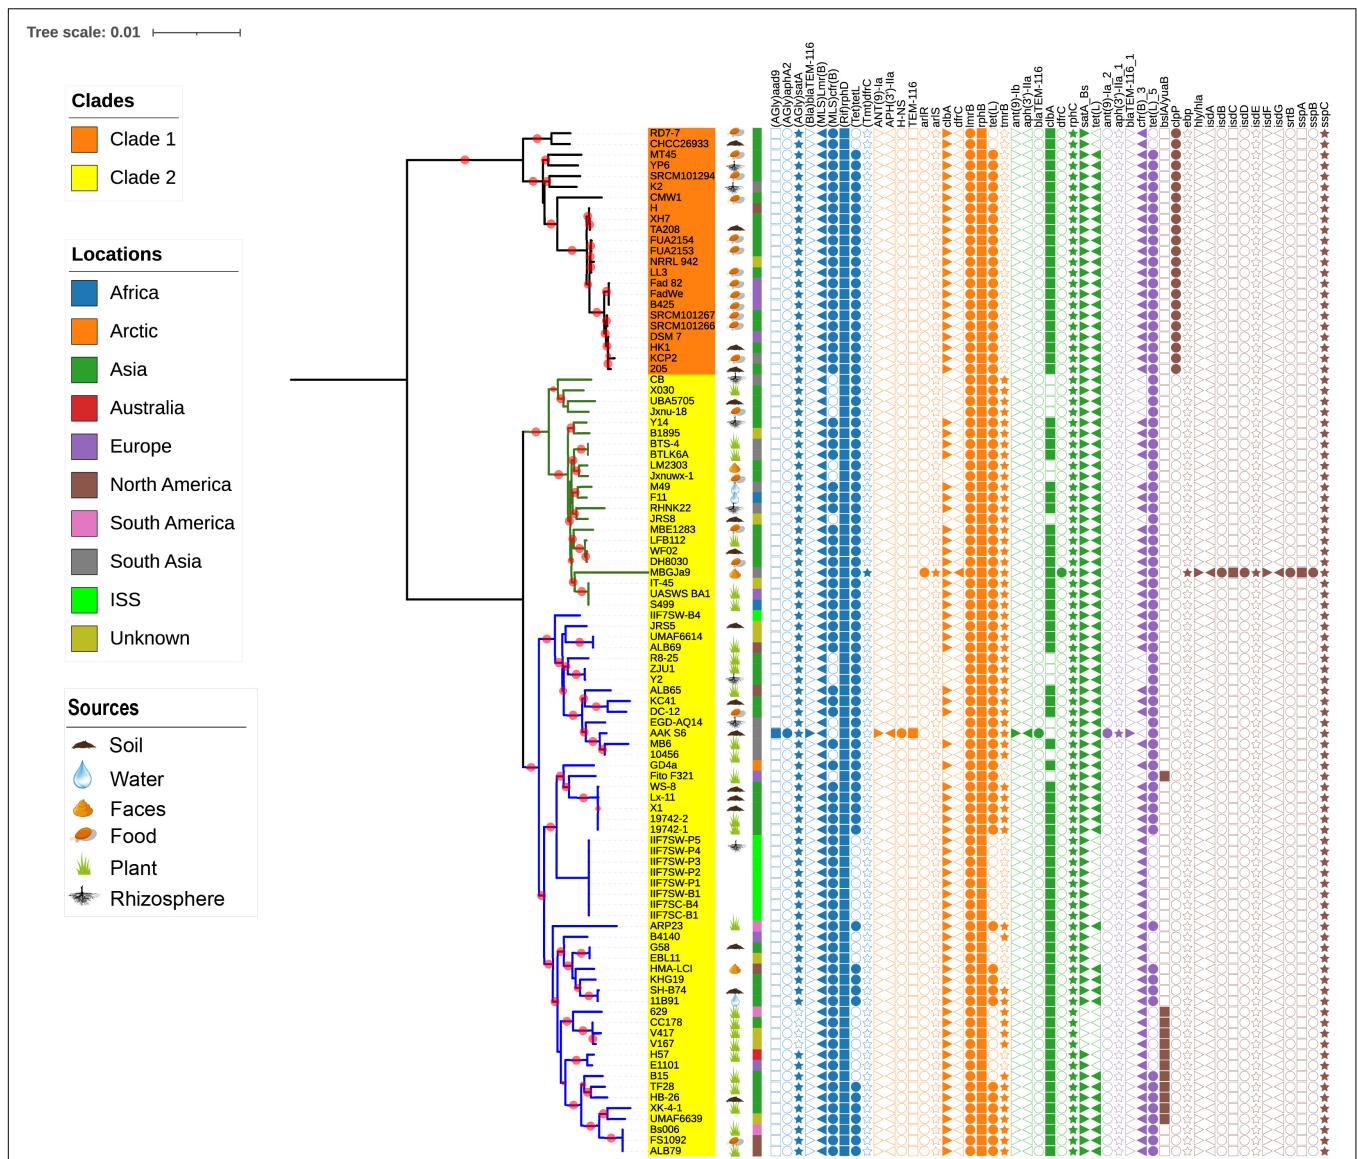 Tree scale: 0.01
Clades
Clade 1
Clade 2
Locations
Africa
Arctic
Asia
Australia
Europe
North America
South America
South Asia
ISS
Unknown
Sources
Soil
Water
Faces
Food
Plant
Rhizosphere
(AGly)aad9
(AGly)aphA2
(AGly)satA
(Bla)blaTEM-116
(MLS)Lmr(B)
(MLS)cfr(B)
(Rif)rphD
(Tet)tetL
(Tmt)dfrC
ANT(9)-Ia
APH(3')-IIa
H-NS
TEM-116
arlR
arlS
clbA
dfrC
lmrB
rphB
tet(L)
tmrB
ant(9)-Ib
aph(3')-IIa
blaTEM-116
clbA
dfrC
rphC
satA_Bs
tet(L)
ant(9)-Ia_2
aph(3')-IIa_1
blaTEM-116_1
cfr(B)_3
tet(L)_5
bslA/yuaB
clpP
ebp
hly/hla
isdA
isdB
isdC
isdD
isdE
isdF
isdG
srtB
sspA
sspB
sspC
RD7-7
CHCC26933
MT45
YP6
SRCM101294
K2
CMW1
H
XH7
TA208
FUA2154
FUA2153
NRRL 942
LL3
Fad 82
FadWe
B425
SRCM101267
SRCM101266
DSM 7
HK1
KCP2
205
CB
X030
UBA5705
Jxnu-18
Y14
B1895
BTS-4
BTLK6A
LM2303
Jxnuwx-1
M49
F11
RHNK22
JRS8
MBE1283
LFB112
WF02
DH8030
MBGJa9
IT-45
UASWS BA1
S499
IIF7SW-B4
JRS5
UMAF6614
ALB69
R8-25
ZJU1
Y2
ALB65
KC41
DC-12
EGD-AQ14
AAK S6
MB6
10456
GD4a
Fito F321
WS-8
Lx-11
X1
19742-2
19742-1
IIF7SW-P5
IIF7SW-P4
IIF7SW-P3
IIF7SW-P2
IIF7SW-P1
IIF7SW-B1
IIF7SC-B4
IIF7SC-B1
ARP23
B4140
G58
EBL11
HMA-LCI
KHG19
SH-B74
11B91
629
CC178
V417
V167
H57
E1101
B15
TF28
HB-26
XK-4-1
UMAF6639
Bs006
FS1092
ALB79